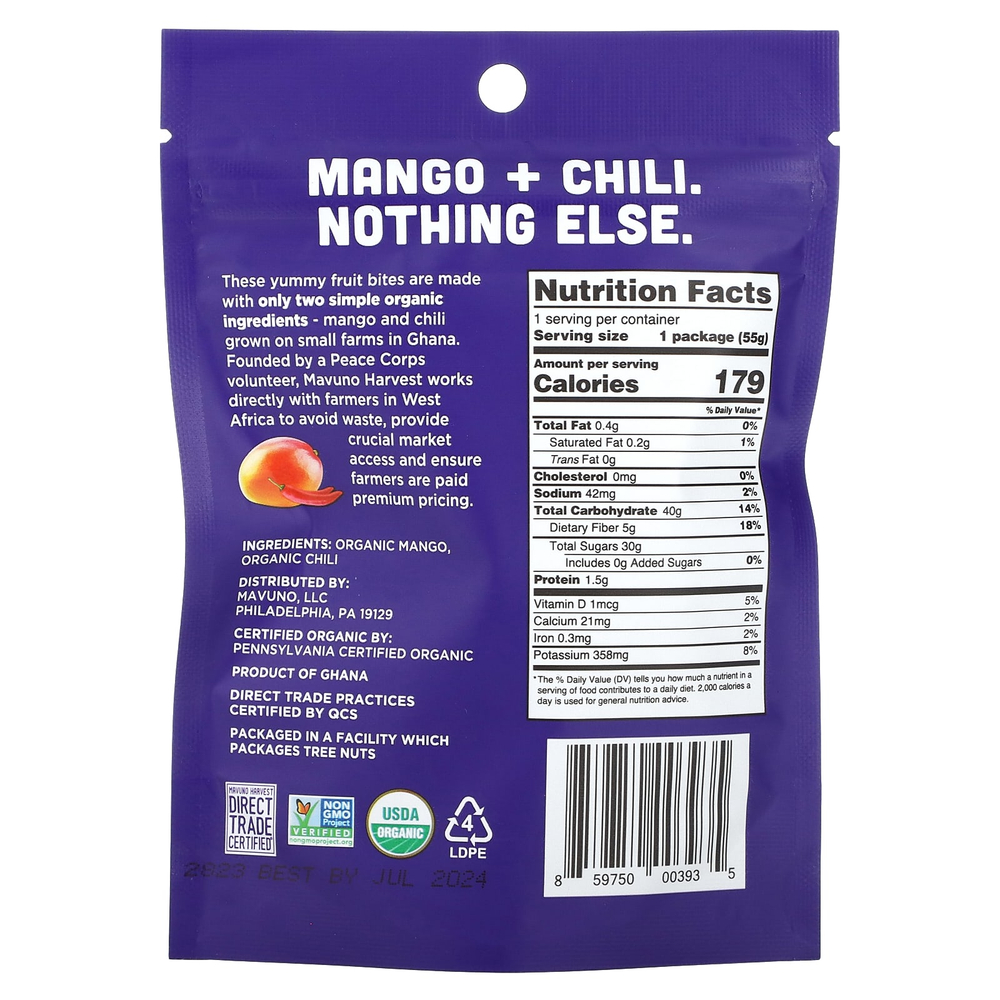 MANGO + CHILI.
NOTHING ELSE.
These yummy fruit bites are made
with only two simple organic
ingredients - mango and chili
grown on small farms in Ghana.
Founded by a Peace Corps
volunteer, Mavuno Harvest works
directly with farmers in West
Africa to avoid waste, provide
crucial market
access and ensure
farmers are paid
premium pricing.
INGREDIENTS: ORGANIC MANGO,
ORGANIC CHILI
DISTRIBUTED BY:
MAVUNO, LLC
PHILADELPHIA, PA 19129
CERTIFIED ORGANIC BY:
PENNSYLVANIA CERTIFIED ORGANIC
PRODUCT OF GHANA
DIRECT TRADE PRACTICES
CERTIFIED BY QCS
PACKAGED IN A FACILITY WHICH
PACKAGES TREE NUTS
MAVUNO HARVEST
DIRECT
TRADE
CERTIFIED
NON
GMO
Project
VERIFIED
nongmoproject.org
USDA
ORGANIC
4
LDPE
2023 BEST BY JUL 2024
Nutrition Facts
1 serving per container
Serving size 1 package (55g)
Amount per serving
Calories 179
% Daily Value*
Total Fat 0.4g 0%
Saturated Fat 0.2g 1%
Trans Fat 0g
Cholesterol 0mg 0%
Sodium 42mg 2%
Total Carbohydrate 40g 14%
Dietary Fiber 5g 18%
Total Sugars 30g
Includes 0g Added Sugars 0%
Protein 1.5g
Vitamin D 1mcg 5%
Calcium 21mg 2%
Iron 0.3mg 2%
Potassium 358mg 8%
*The % Daily Value (DV) tells you how much a nutrient in a
serving of food contributes to a daily diet. 2,000 calories a
day is used for general nutrition advice.
8 59750 00393 5